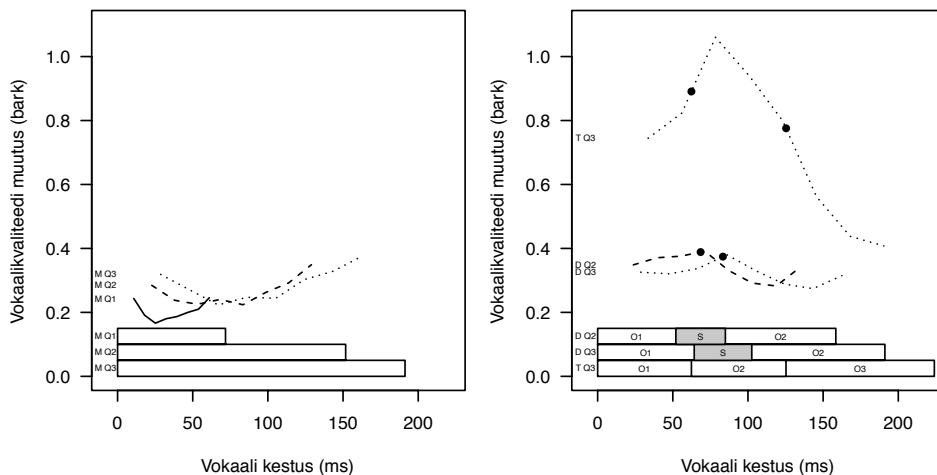 Vokaalikvaliteedi muutus (bark)
1.0
0.8
0.6
0.4
0.2
0.0
M Q3
M Q2
M Q1
M Q1
M Q2
M Q3
0 50 100 150 200
Vokaali kestus (ms)
Vokaalikvaliteedi muutus (bark)
1.0
0.8
0.6
0.4
0.2
0.0
T Q3
D Q2
D Q3
D Q2 O1 S O2
D Q3 O1 S O2
T Q3 O1 O2 O3
0 50 100 150 200
Vokaali kestus (ms)